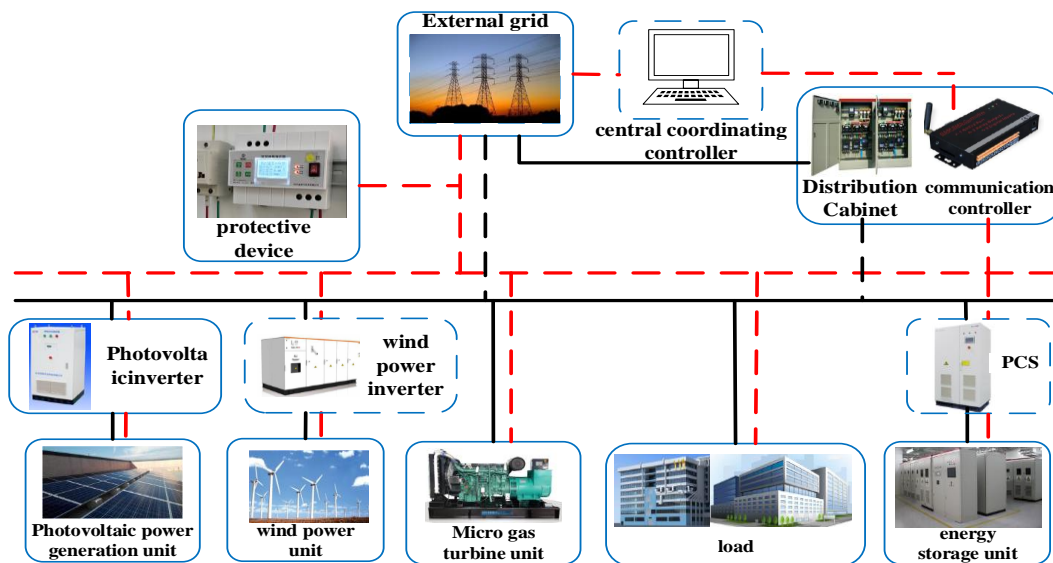 External grid
central coordinating
controller
Distribution
Cabinet
communication
controller
protective
device
Photovolta
icinverter
wind
power
inverter
PCS
Photovoltaic power
generation unit
wind power
unit
Micro gas
turbine unit
load
energy
storage unit